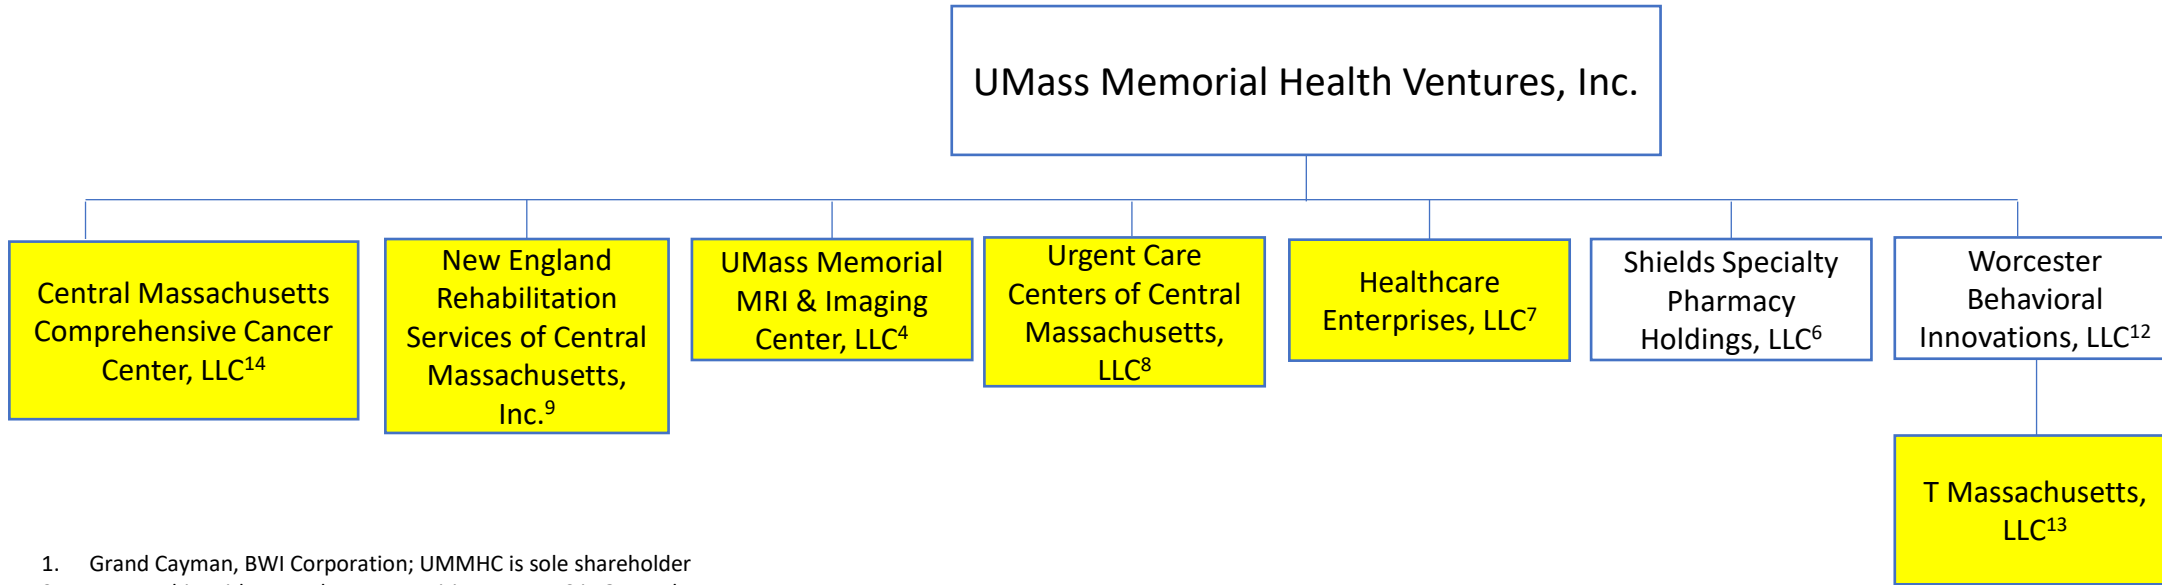 UMass Memorial Health Ventures, Inc.
Central Massachusetts
Comprehensive Cancer
Center, LLC14
New England
Rehabilitation
Services of Central
Massachusetts,
Inc.9
UMass Memorial
MRI & Imaging
Center, LLC4
Urgent Care
Centers of Central
Massachusetts,
LLC8
Healthcare
Enterprises, LLC7
Shields Specialty
Pharmacy
Holdings, LLC6
Worcester
Behavioral
Innovations, LLC12
T Massachusetts,
LLC13
1. Grand Cayman, BWI Corporation; UMMHC is sole shareholder